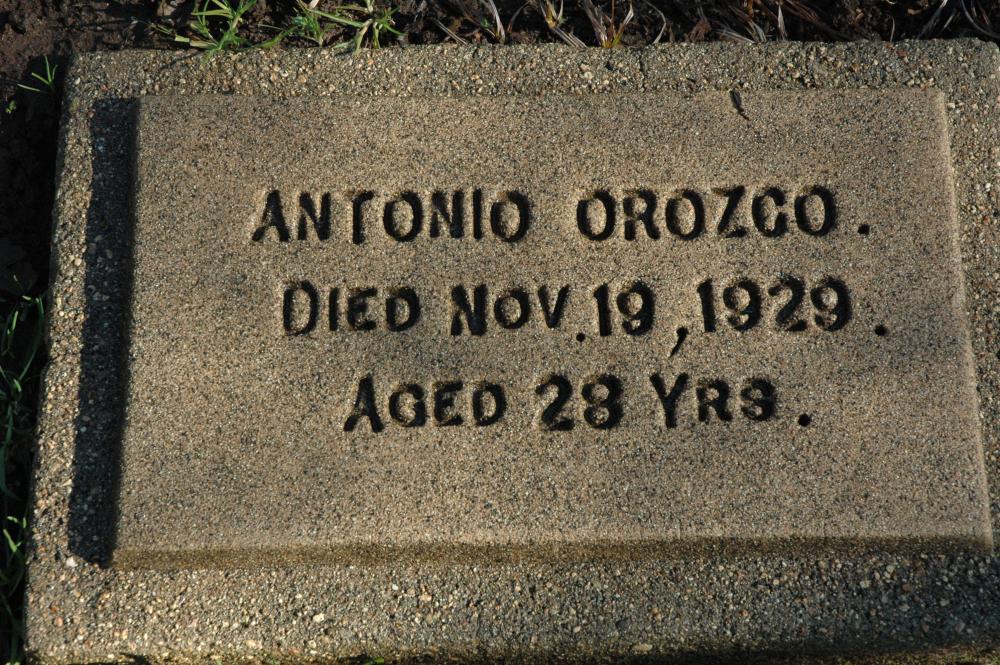 ANTONIO OROZCO.
DIED NOV. 19, 1929.
AGED 28 YRS.